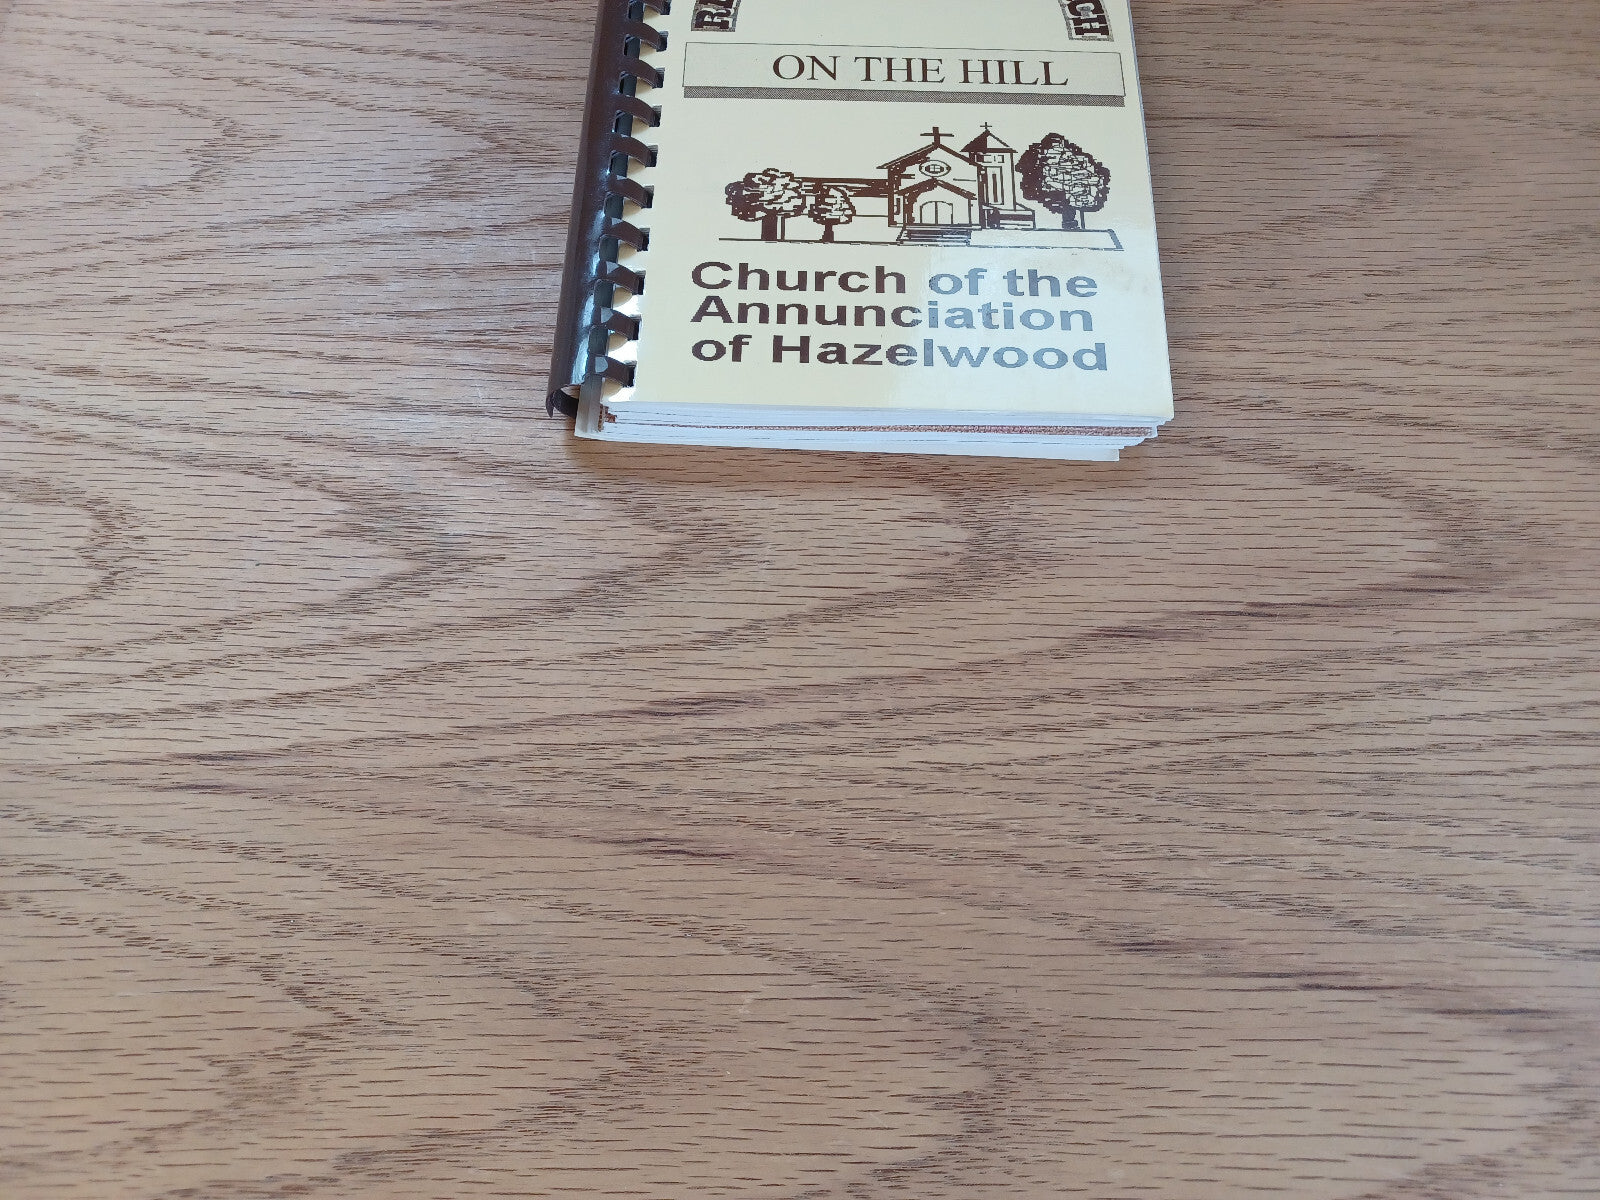 ON THE HILL
Church of the
Annunciation
of Hazelwood